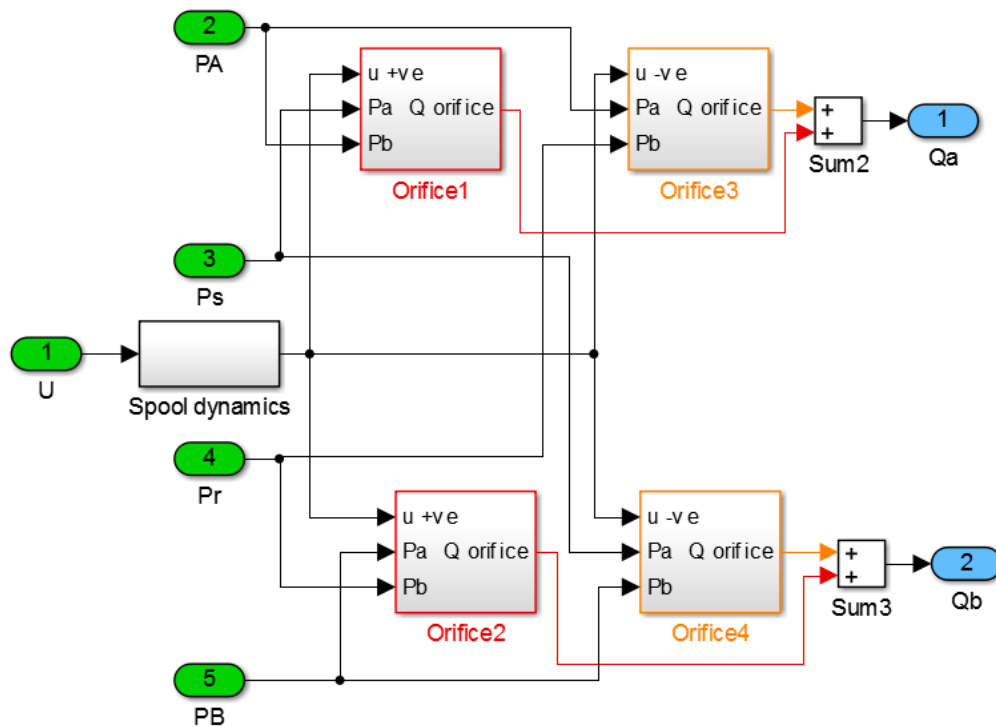 2
PA
u +ve
Pa Q orifice
Pb
Orifice1
u -ve
Pa Q orifice
Pb
Orifice3
+
+
Sum2
1
Qa
3
Ps
1
U
Spool dynamics
4
Pr
u +ve
Pa Q orifice
Pb
Orifice2
u -ve
Pa Q orifice
Pb
Orifice4
+
+
Sum3
2
Qb
5
PB